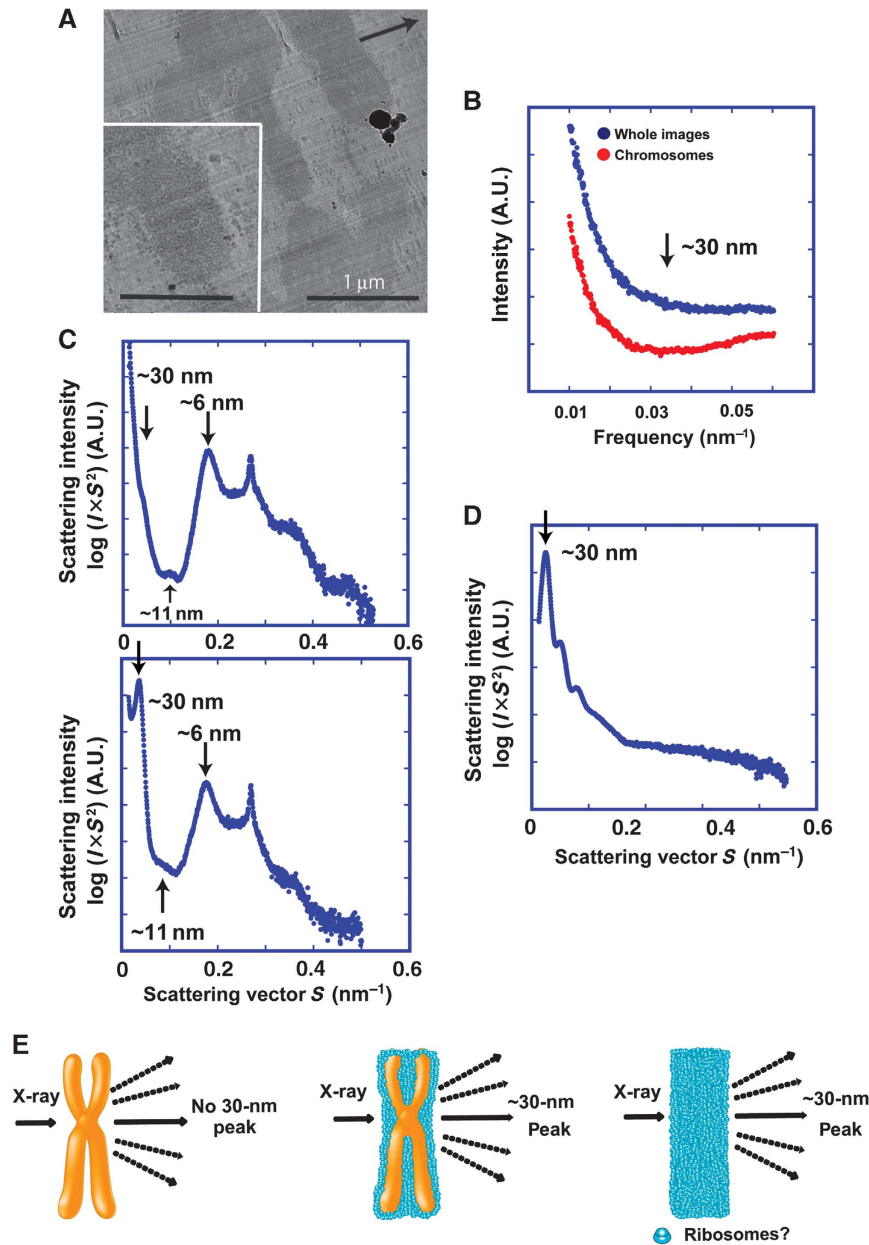 A
1 μm
B
Whole images
Chromosomes
~30 nm
Intensity (A.U.)
0.01
0.03
0.05
Frequency (nm⁻¹)
C
~30 nm
~6 nm
~11 nm
Scattering intensity
log (I×S²) (A.U.)
0
0.2
0.4
0.6
~30 nm
~6 nm
~11 nm
Scattering intensity
log (I×S²) (A.U.)
0
0.2
0.4
0.6
Scattering vector S (nm⁻¹)
D
~30 nm
Scattering intensity
log (I×S²) (A.U.)
0
0.2
0.4
0.6
Scattering vector S (nm⁻¹)
E
X-ray
No 30-nm
peak
X-ray
~30-nm
Peak
X-ray
~30-nm
Peak
Ribosomes?